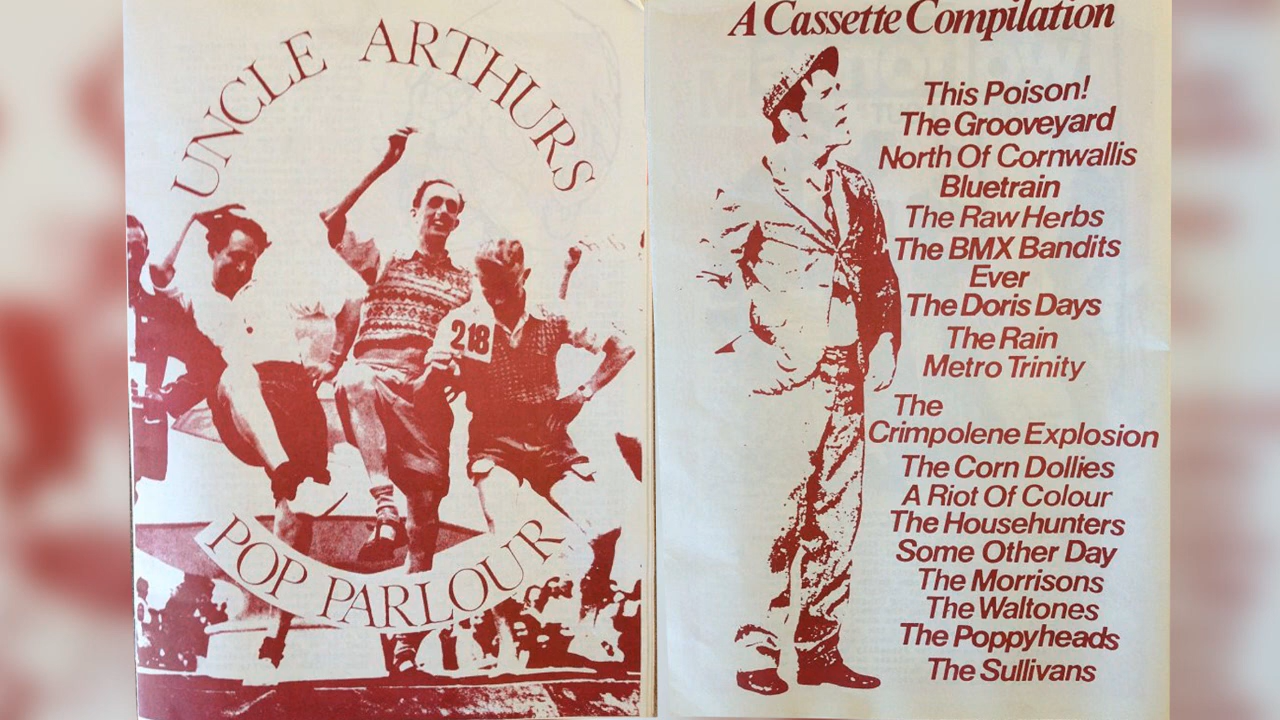 UNCLE ARTHURS
218
POP PARLOUR
A Cassette Compilation
This Poison!
The Grooveyard
North Of Cornwallis
Bluetrain
The Raw Herbs
The BMX Bandits
Ever
The Doris Days
The Rain
Metro Trinity
The
Crimpolene Explosion
The Corn Dollies
A Riot Of Colour
The Househunters
Some Other Day
The Morrisons
The Waltones
The Poppyheads
The Sullivans